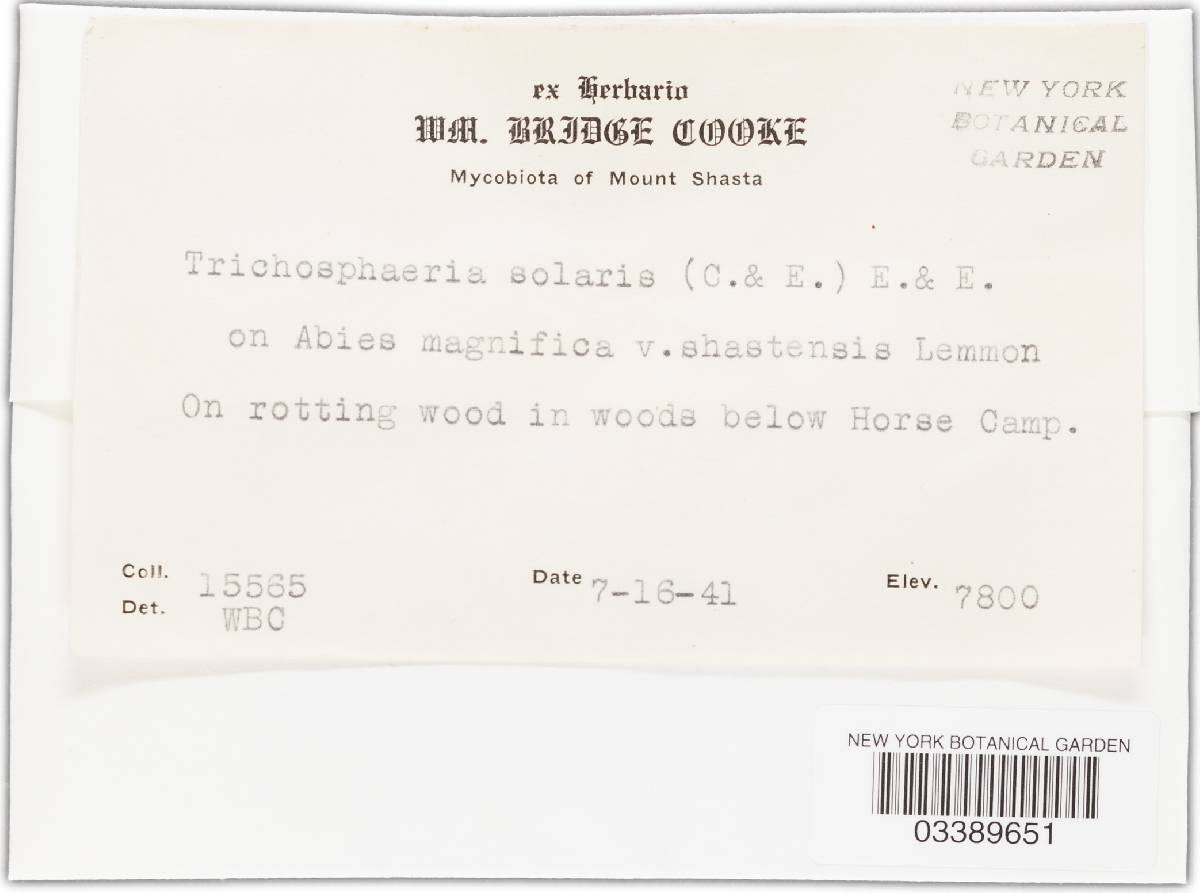 ex Herbario
WM. BRIDGE COOKE
Mycobiota of Mount Shasta
NEW YORK
BOTANICAL
GARDEN
Trichosphaeria solaris (C.& E.) E.& E.
on Abies magnifica v.shastensis Lemmon
On rotting wood in woods below Horse Camp.
Coll. 15565
Det. WBC
Date 7-16-41
Elev. 7800
NEW YORK BOTANICAL GARDEN
03389651